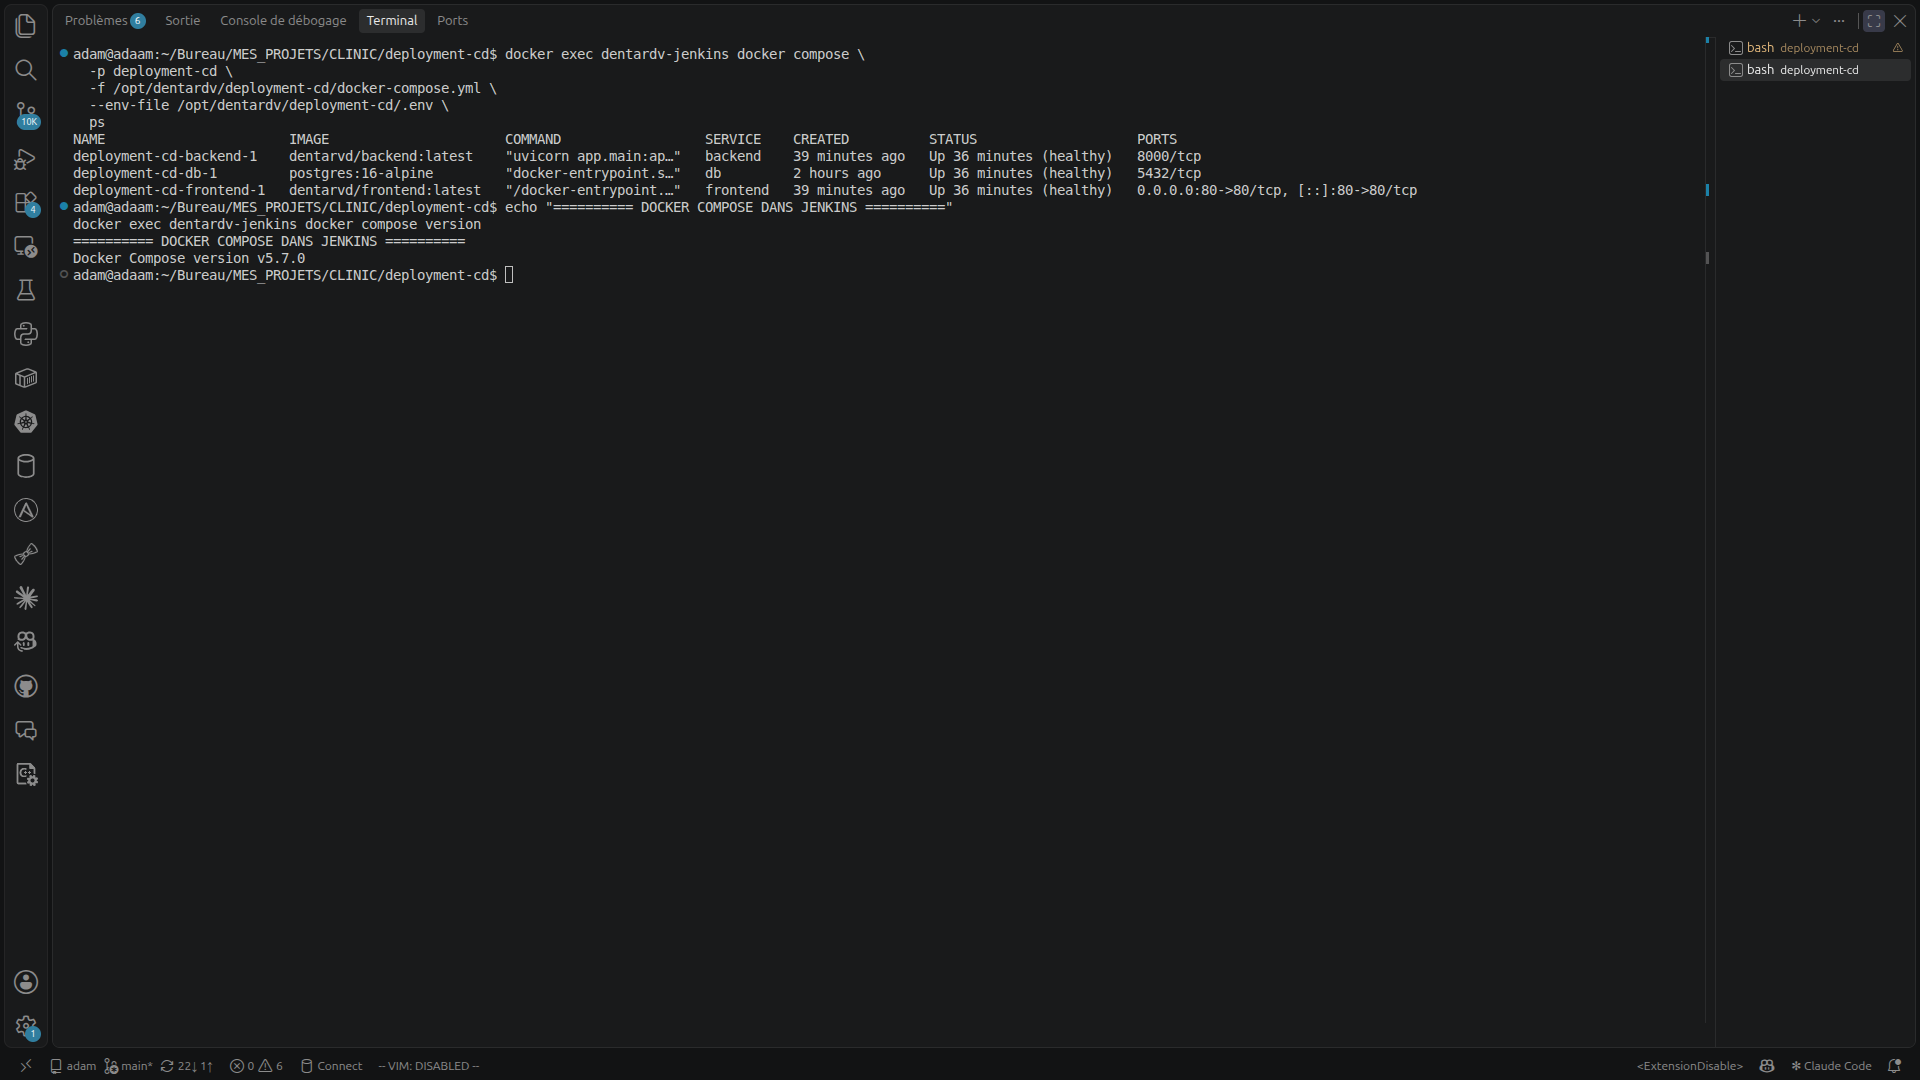 Problèmes 6 Sortie Console de débogage Terminal Ports
adam@adaam:~/Bureau/MES_PROJETS/CLINIC/deployment-cd$ docker exec dentardv-jenkins docker compose \
-p deployment-cd \
-f /opt/dentardv/deployment-cd/docker-compose.yml \
--env-file /opt/dentardv/deployment-cd/.env \
ps
NAME IMAGE COMMAND SERVICE CREATED STATUS PORTS
deployment-cd-backend-1 dentarvd/backend:latest "uvicorn app.main:ap…" backend 39 minutes ago Up 36 minutes (healthy) 8000/tcp
deployment-cd-db-1 postgres:16-alpine "docker-entrypoint.s…" db 2 hours ago Up 36 minutes (healthy) 5432/tcp
deployment-cd-frontend-1 dentarvd/frontend:latest "/docker-entrypoint.…" frontend 39 minutes ago Up 36 minutes (healthy) 0.0.0.0:80->80/tcp, [::]:80->80/tcp
adam@adaam:~/Bureau/MES_PROJETS/CLINIC/deployment-cd$ echo "========== DOCKER COMPOSE DANS JENKINS =========="
docker exec dentardv-jenkins docker compose version
========== DOCKER COMPOSE DANS JENKINS ==========
Docker Compose version v5.7.0
adam@adaam:~/Bureau/MES_PROJETS/CLINIC/deployment-cd$
bash deployment-cd
bash deployment-cd
10K
4
1
adam main* 22↓ 1↑ 0 6 Connect -- VIM: DISABLED --
<ExtensionDisable> Claude Code